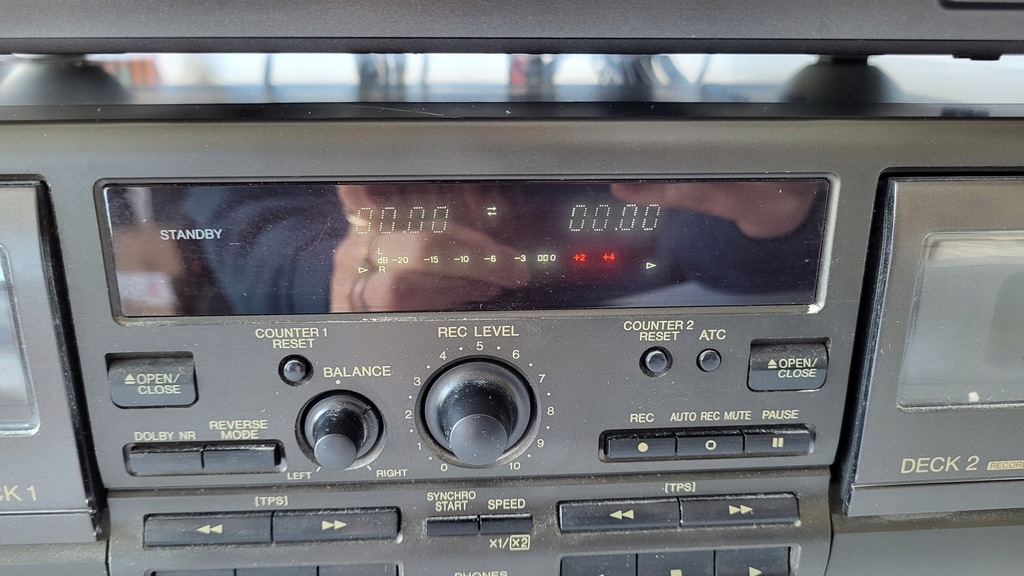 00.00 00.00
STANDBY
L
dB -20 -15 -10 -6 -3 0 +2 +4
R
COUNTER 1
RESET
REC LEVEL
COUNTER 2
RESET
ATC
OPEN/
CLOSE
BALANCE
4 5 6
3 7
2 8
1 9
0 10
OPEN/
CLOSE
DOLBY NR
REVERSE
MODE
LEFT RIGHT
REC AUTO REC MUTE PAUSE
CK 1
DECK 2
[TPS]
SYNCHRO
START
SPEED
[TPS]
X1/X2
PHONES